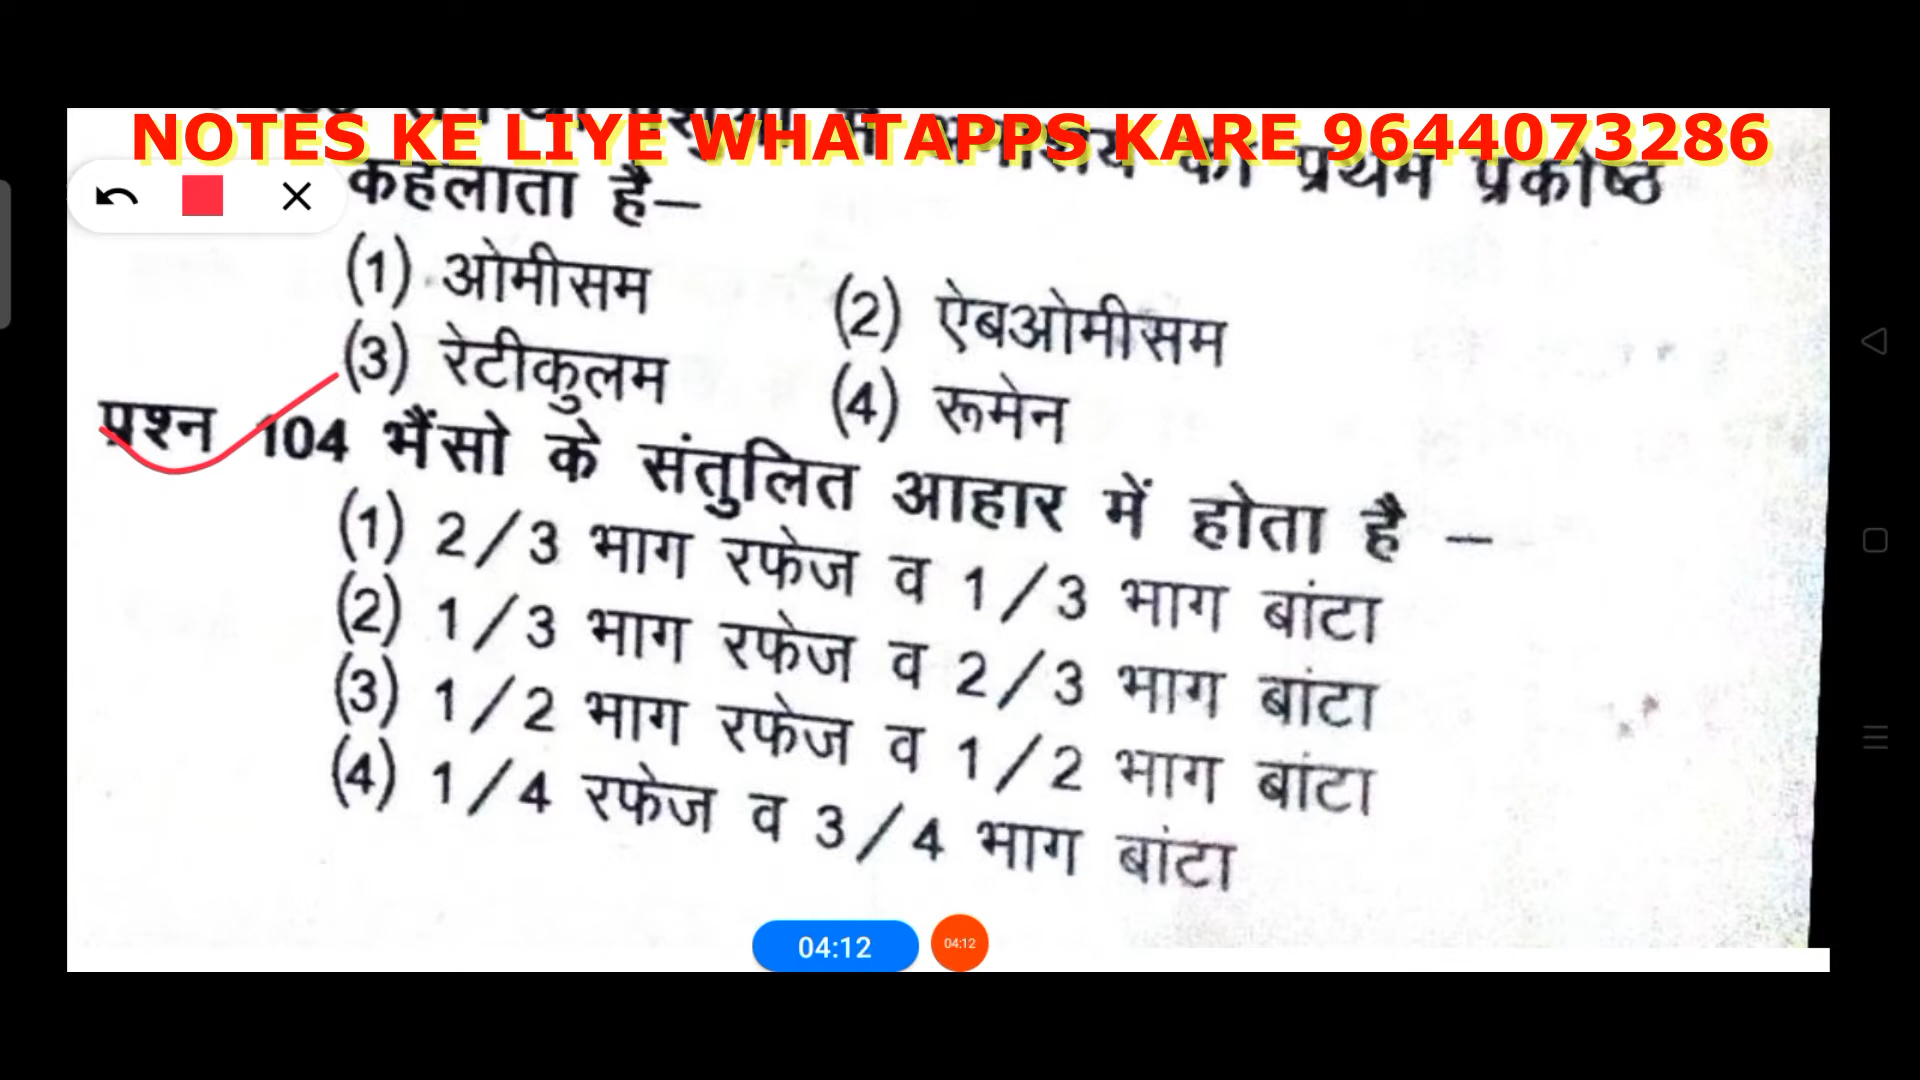 NOTES KE LIYE WHATAPPS KARE 9644073286
का प्रथम प्रकोष्ठ
कहलाता है—
(1) ओमीसम (2) ऐबओमीसम
(3) रेटीकुलम (4) रूमेन
प्रश्न 104 भैंसो के संतुलित आहार में होता है –
(1) 2/3 भाग रफेज व 1/3 भाग बांटा
(2) 1/3 भाग रफेज व 2/3 भाग बांटा
(3) 1/2 भाग रफेज व 1/2 भाग बांटा
(4) 1/4 रफेज व 3/4 भाग बांटा
04:12 04:12